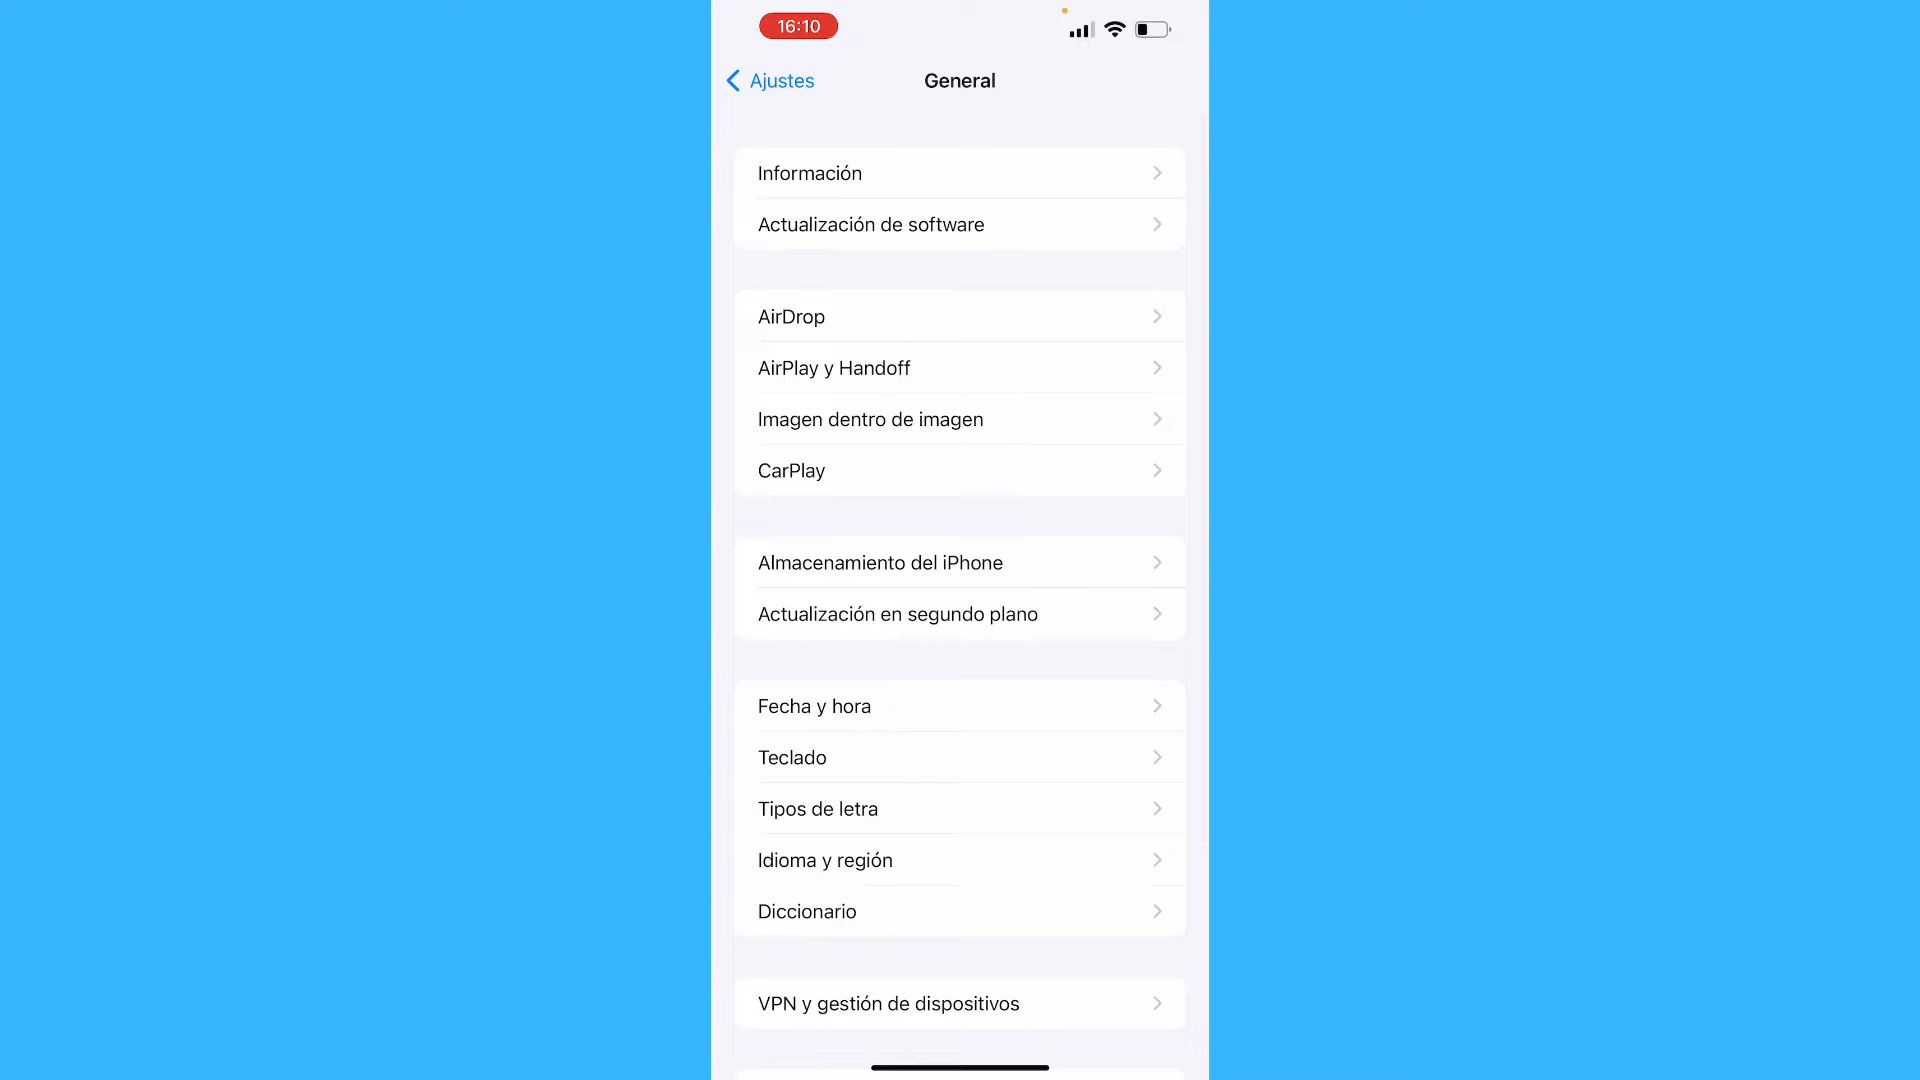 16:10
Ajustes
General
Información
Actualización de software
AirDrop
AirPlay y Handoff
Imagen dentro de imagen
CarPlay
Almacenamiento del iPhone
Actualización en segundo plano
Fecha y hora
Teclado
Tipos de letra
Idioma y región
Diccionario
VPN y gestión de dispositivos